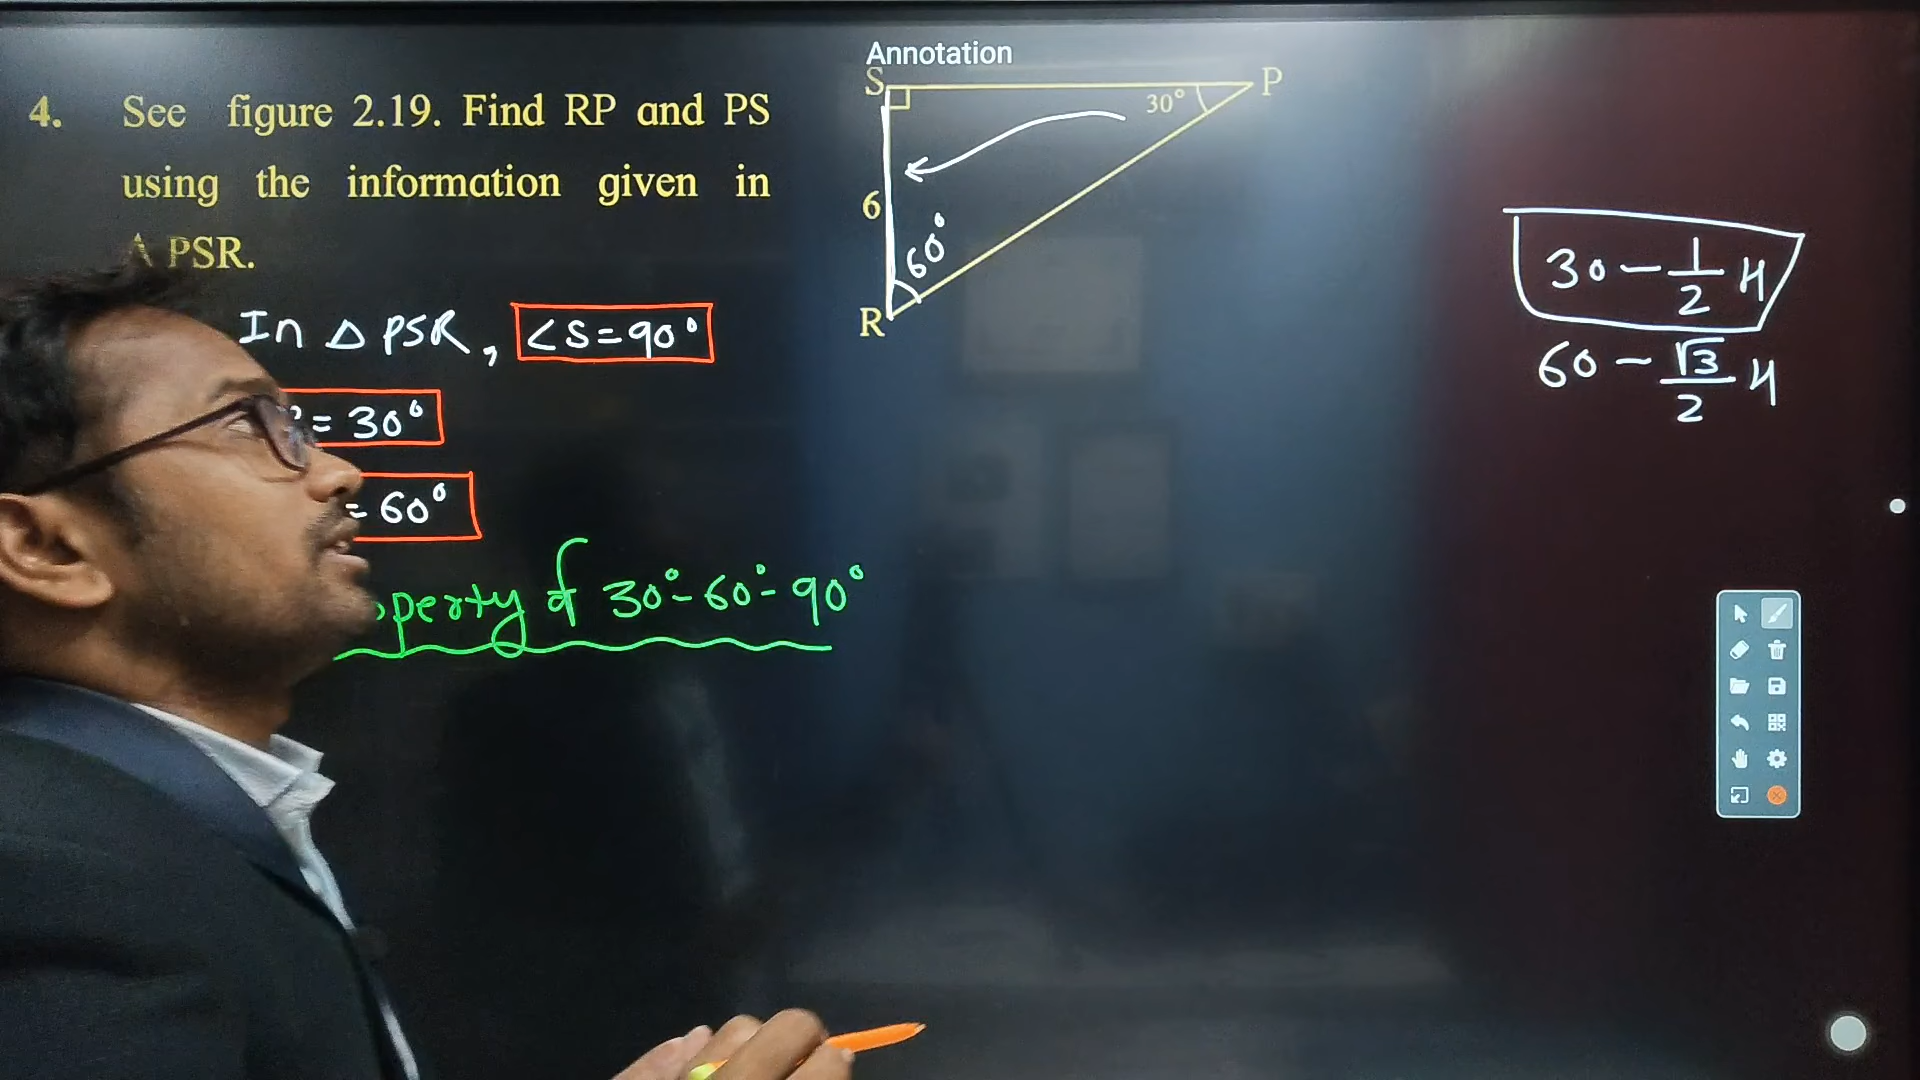 Annotation
4. See figure 2.19. Find RP and PS
using the information given in
Δ PSR.
S
P
30°
6
60°
R
In Δ PSR, ∠S=90°
= 30°
= 60°
of 30°-60°-90°
30 - 1/2 H
60 - √3/2 H